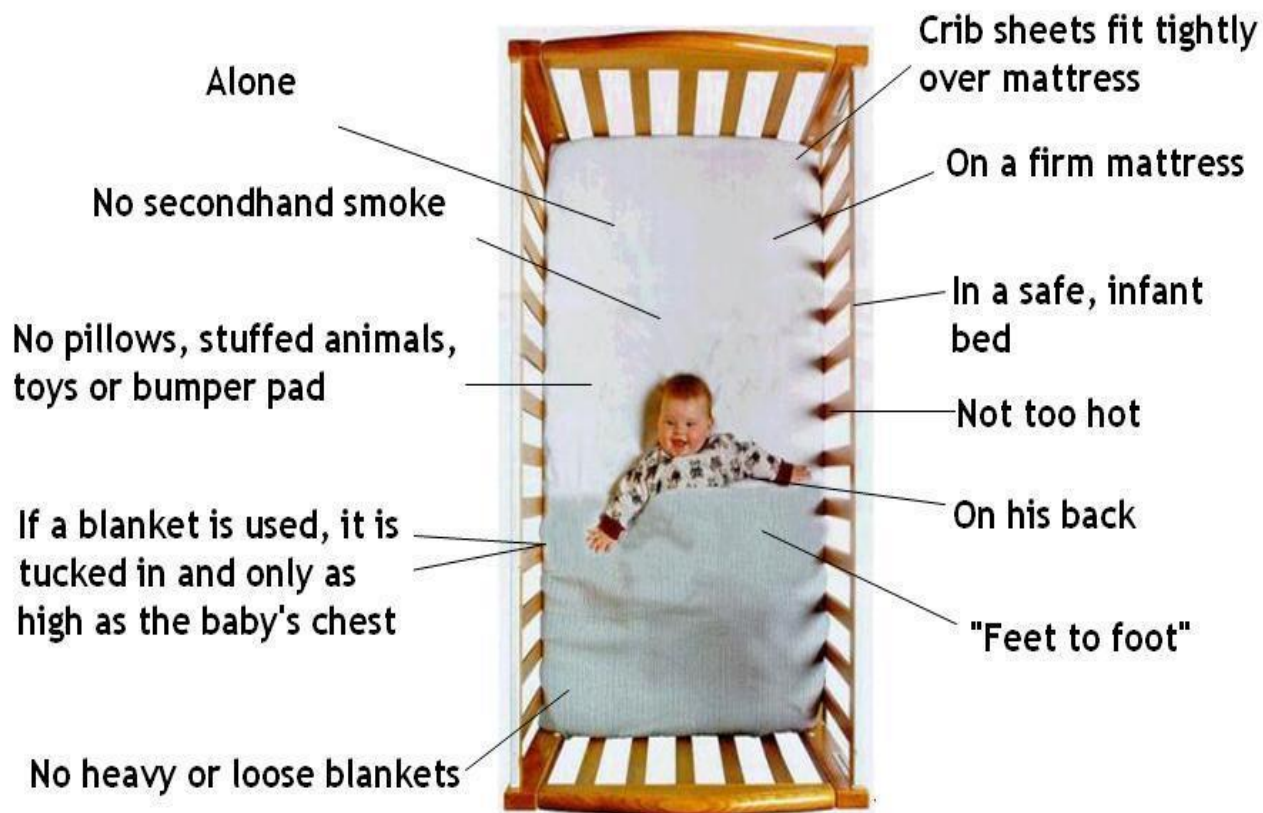 Alone
No secondhand smoke
No pillows, stuffed animals,
toys or bumper pad
If a blanket is used, it is
tucked in and only as
high as the baby's chest
No heavy or loose blankets
Crib sheets fit tightly
over mattress
On a firm mattress
In a safe, infant
bed
Not too hot
On his back
"Feet to foot"